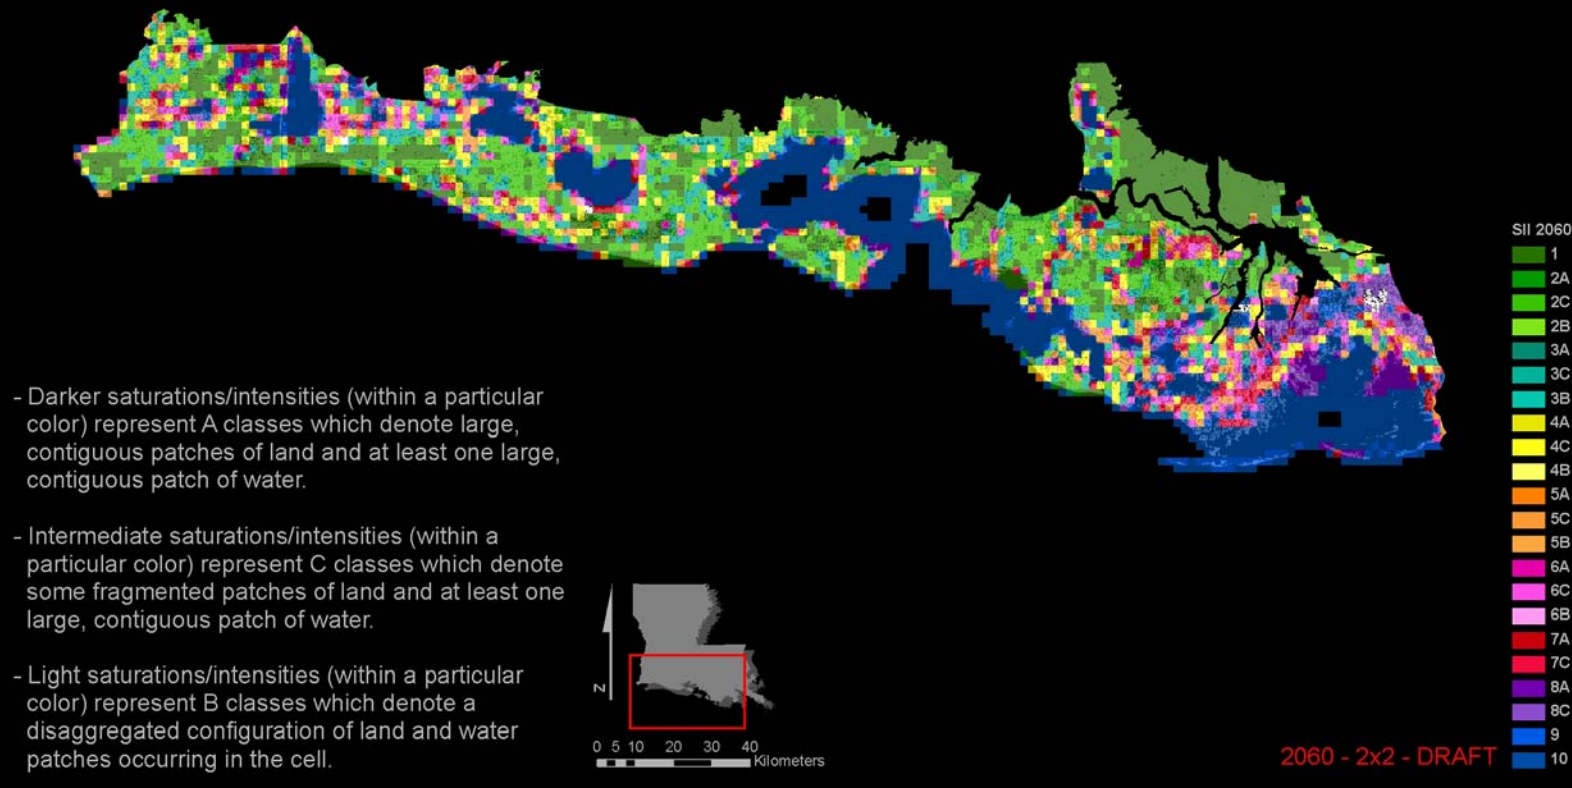 - Darker saturations/intensities (within a particular
color) represent A classes which denote large,
contiguous patches of land and at least one large,
contiguous patch of water.
- Intermediate saturations/intensities (within a
particular color) represent C classes which denote
some fragmented patches of land and at least one
large, contiguous patch of water.
- Light saturations/intensities (within a particular
color) represent B classes which denote a
disaggregated configuration of land and water
patches occurring in the cell.
N
0 5 10 20 30 40
Kilometers
SII 2060
1
2A
2C
2B
3A
3C
3B
4A
4C
4B
5A
5C
5B
6A
6C
6B
7A
7C
8A
8C
9
10
2060 - 2x2 - DRAFT